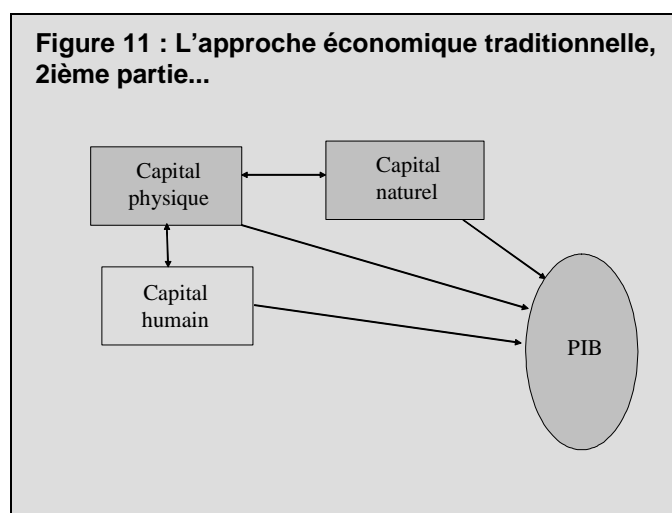 Figure 11 : L'approche économique traditionnelle,
2ième partie...
Capital
physique
Capital
naturel
Capital
humain
PIB